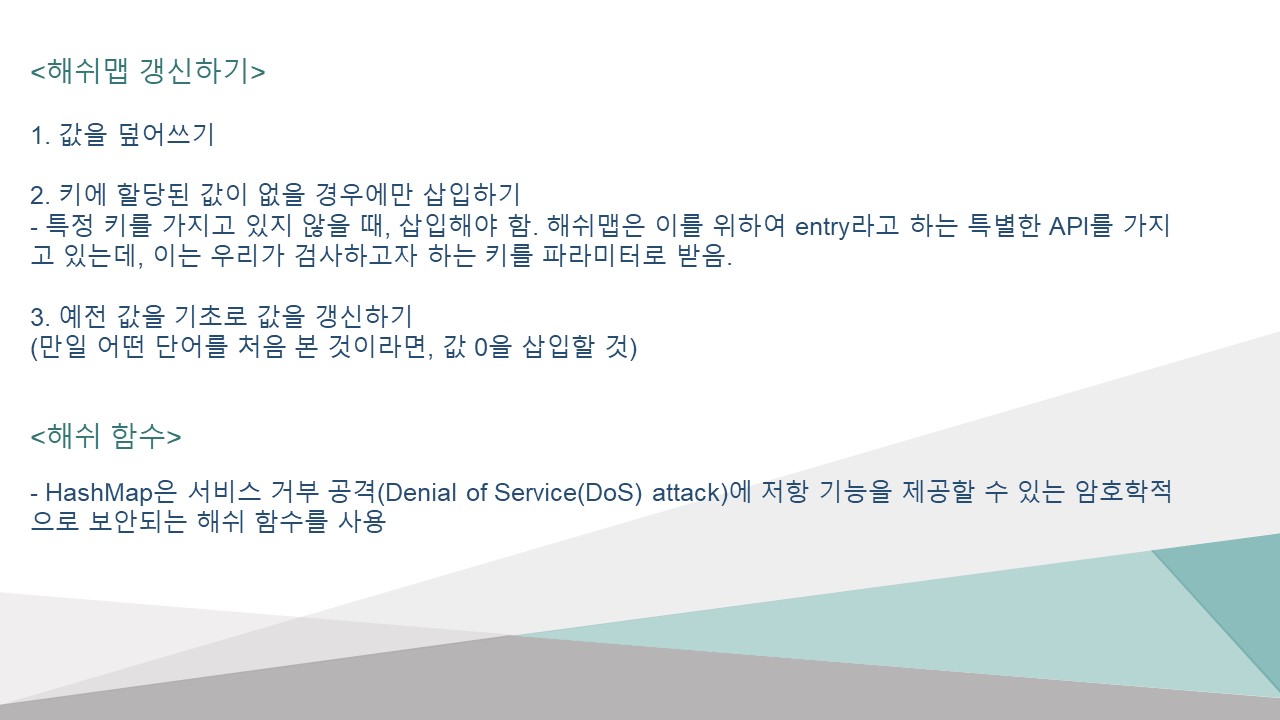 <해쉬맵 갱신하기>
1. 값을 덮어쓰기
2. 키에 할당된 값이 없을 경우에만 삽입하기
- 특정 키를 가지고 있지 않을 때, 삽입해야 함. 해쉬맵은 이를 위하여 entry라고 하는 특별한 API를 가지
고 있는데, 이는 우리가 검사하고자 하는 키를 파라미터로 받음.
3. 예전 값을 기초로 값을 갱신하기
(만일 어떤 단어를 처음 본 것이라면, 값 0을 삽입할 것)
<해쉬 함수>
- HashMap은 서비스 거부 공격(Denial of Service(DoS) attack)에 저항 기능을 제공할 수 있는 암호학적
으로 보안되는 해쉬 함수를 사용